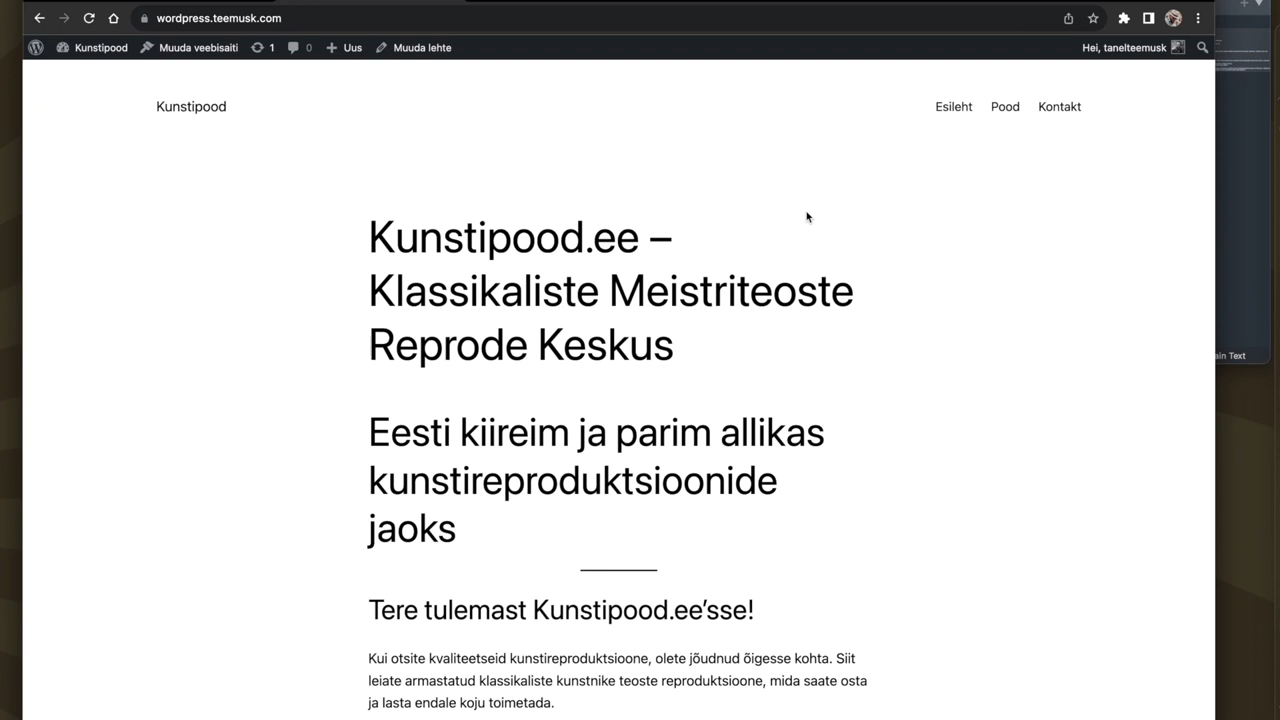 wordpress.teemusk.com
Kunstipood Muuda veebisaiti 1 0 Uus Muuda lehte Hei, tanelteemusk
Kunstipood Esileht Pood Kontakt
Kunstipood.ee –
Klassikaliste Meistriteoste
Reprode Keskus
ain Text
Eesti kiireim ja parim allikas
kunstireproduktsioonide
jaoks
Tere tulemast Kunstipood.ee’sse!
Kui otsite kvaliteetseid kunstireproduktsioone, olete jõudnud õigesse kohta. Siit
leiate armastatud klassikaliste kunstnike teoste reproduktsioone, mida saate osta
ja lasta endale koju toimetada.